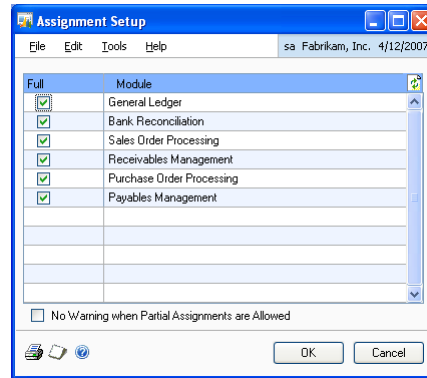 Assignment Setup
File Edit Tools Help sa Fabrikam, Inc. 4/12/2007
Full Module
General Ledger
Bank Reconciliation
Sales Order Processing
Receivables Management
Purchase Order Processing
Payables Management
No Warning when Partial Assignments are Allowed
OK Cancel